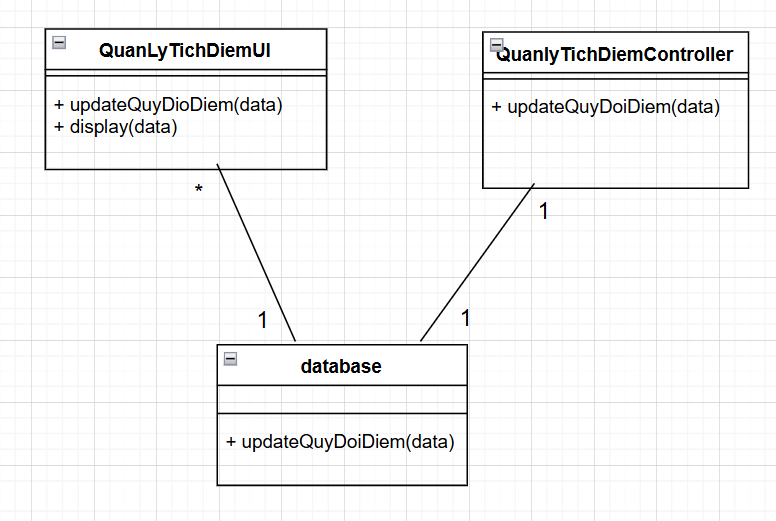 QuanLyTichDiemUI
+ updateQuyDioDiem(data)
+ display(data)
QuanlyTichDiemController
+ updateQuyDoiDiem(data)
*
1
1
1
database
+ updateQuyDoiDiem(data)